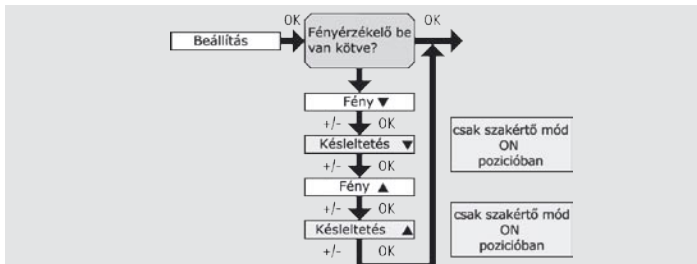 OK
OK
Beállítás
Fényérzékelő be
van kötve?
Fény ▼
+/- OK
Késleltetés ▼
+/- OK
Fény ▲
+/- OK
Késleltetés ▲
+/- OK
csak szakértő mód
ON
pozicióban
csak szakértő mód
ON
pozicióban